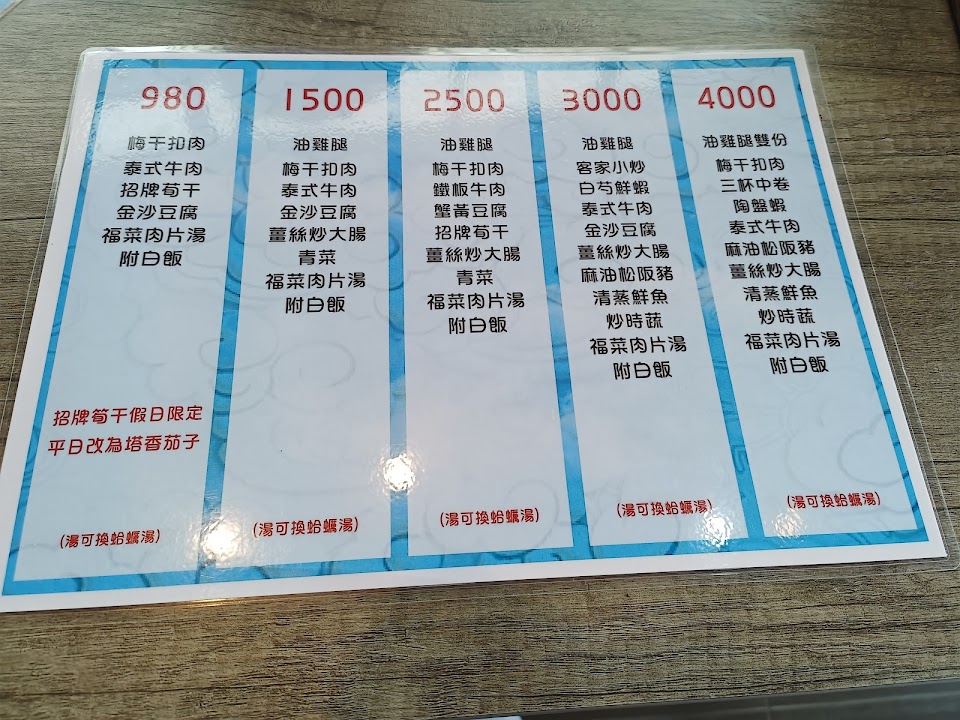 980
梅干扣肉
泰式牛肉
招牌筍干
金沙豆腐
福菜肉片湯
附白飯
招牌筍干假日限定
平日改為塔香茄子
(湯可換蛤蠣湯)
1500
油雞腿
梅干扣肉
泰式牛肉
金沙豆腐
薑絲炒大腸
青菜
福菜肉片湯
附白飯
(湯可換蛤蠣湯)
2500
油雞腿
梅干扣肉
鐵板牛肉
蟹黃豆腐
招牌筍干
薑絲炒大腸
青菜
福菜肉片湯
附白飯
(湯可換蛤蠣湯)
3000
油雞腿
客家小炒
白芍鮮蝦
泰式牛肉
金沙豆腐
薑絲炒大腸
麻油松阪豬
清蒸鮮魚
炒時蔬
福菜肉片湯
附白飯
(湯可換蛤蠣湯)
4000
油雞腿雙份
梅干扣肉
三杯中卷
陶盤蝦
泰式牛肉
麻油松阪豬
薑絲炒大腸
清蒸鮮魚
炒時蔬
福菜肉片湯
附白飯
(湯可換蛤蠣湯)